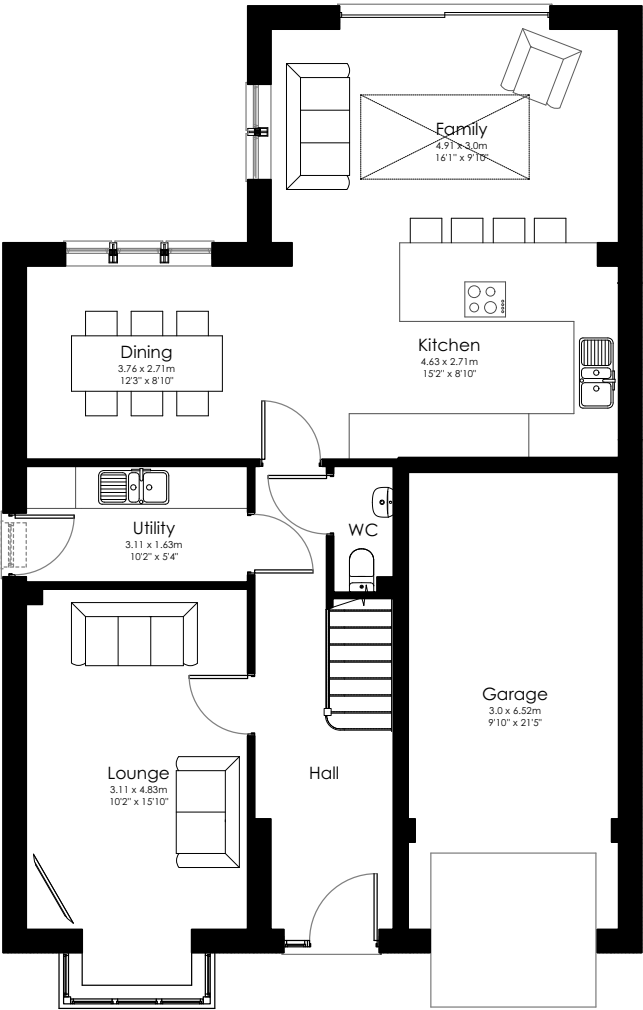 Family
4.91 x 3.0m
16'1" x 9'10"
Kitchen
4.63 x 2.71m
15'2" x 8'10"
Dining
3.76 x 2.71m
12'3" x 8'10"
Utility
3.11 x 1.63m
10'2" x 5'4"
WC
Garage
3.0 x 6.52m
9'10" x 21'5"
Lounge
3.11 x 4.83m
10'2" x 15'10"
Hall